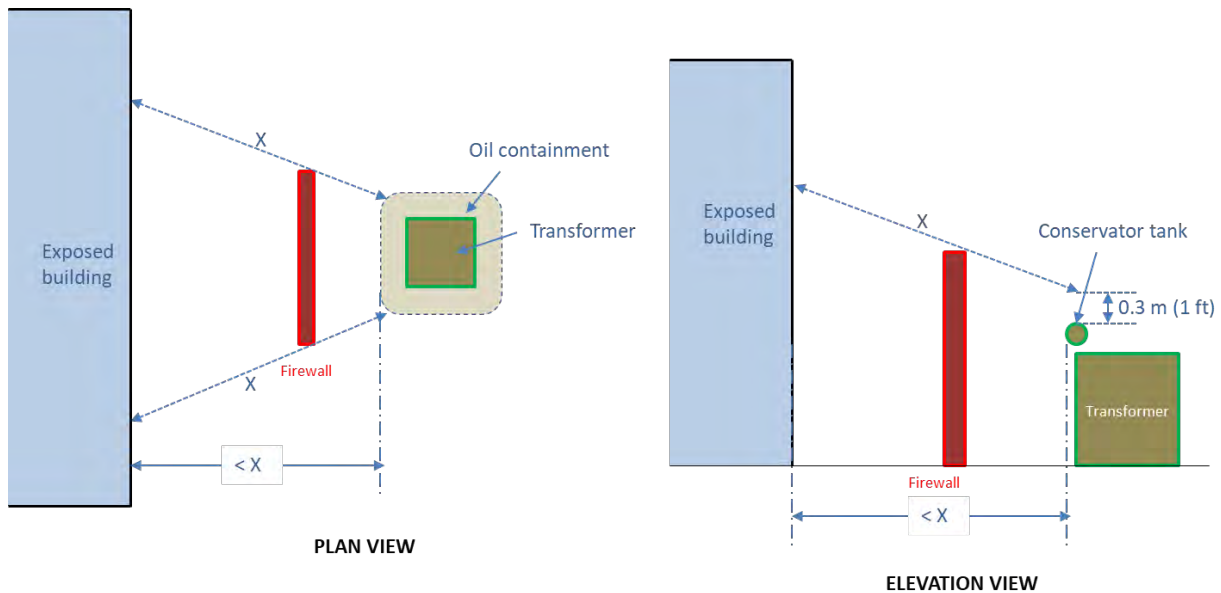 X
Oil containment
Transformer
Exposed
building
Firewall
X
< X
PLAN VIEW
Exposed
building
X
Conservator tank
0.3 m (1 ft)
Transformer
Firewall
< X
ELEVATION VIEW